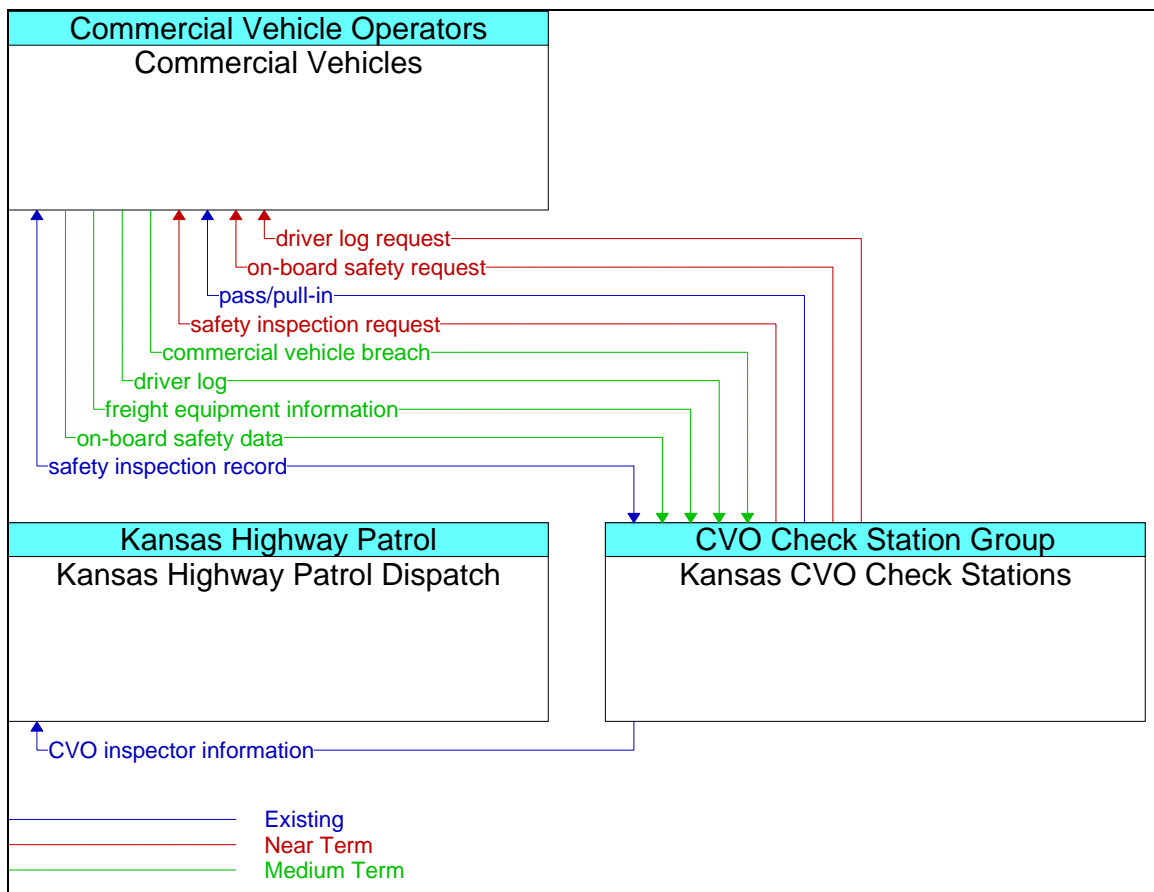 Commercial Vehicle Operators
Commercial Vehicles
driver log request
on-board safety request
pass/pull-in
safety inspection request
commercial vehicle breach
driver log
freight equipment information
on-board safety data
safety inspection record
Kansas Highway Patrol
Kansas Highway Patrol Dispatch
CVO Check Station Group
Kansas CVO Check Stations
CVO inspector information
Existing
Near Term
Medium Term